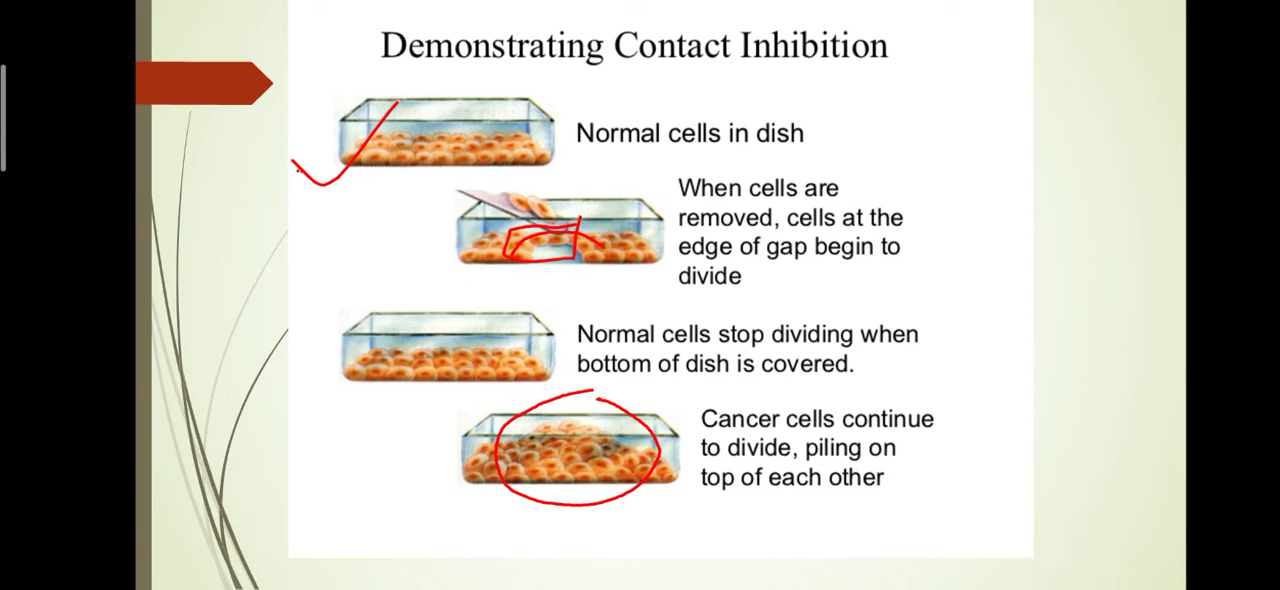 Demonstrating Contact Inhibition
Normal cells in dish
When cells are
removed, cells at the
edge of gap begin to
divide
Normal cells stop dividing when
bottom of dish is covered.
Cancer cells continue
to divide, piling on
top of each other